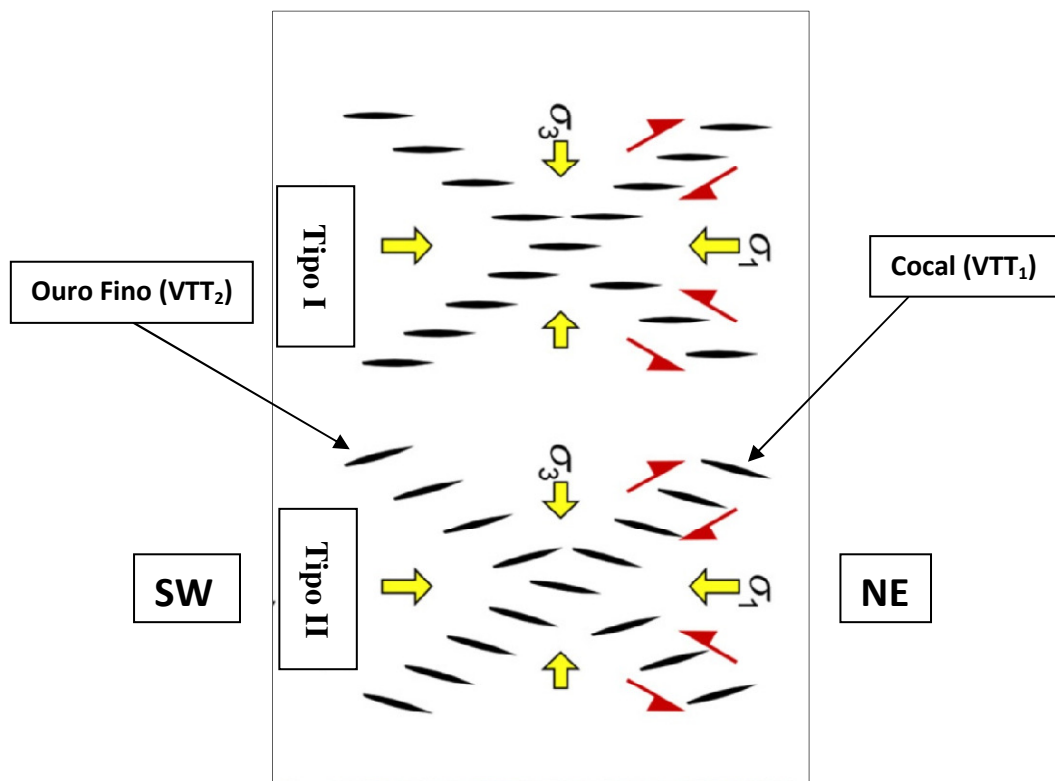 σ3
Tipo I
σ1
Cocal (VTT1)
Ouro Fino (VTT2)
σ3
Tipo II
σ1
SW
NE